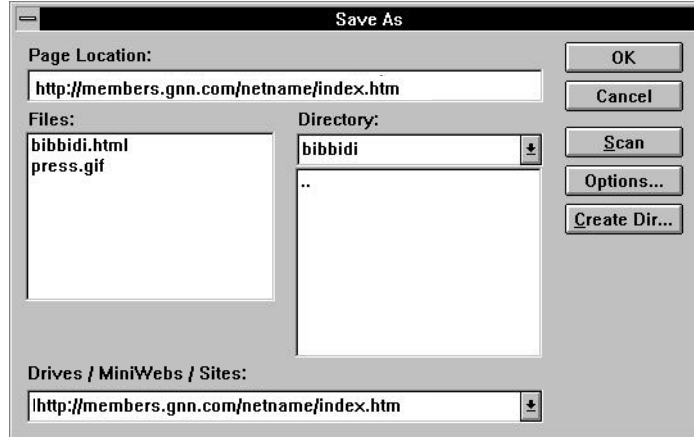 Save As
Page Location:
http://members.gnn.com/netname/index.htm
Files:
bibbidi.html
press.gif
Directory:
bibbidi
..
Drives / MiniWebs / Sites:
http://members.gnn.com/netname/index.htm
OK
Cancel
Scan
Options...
Create Dir...